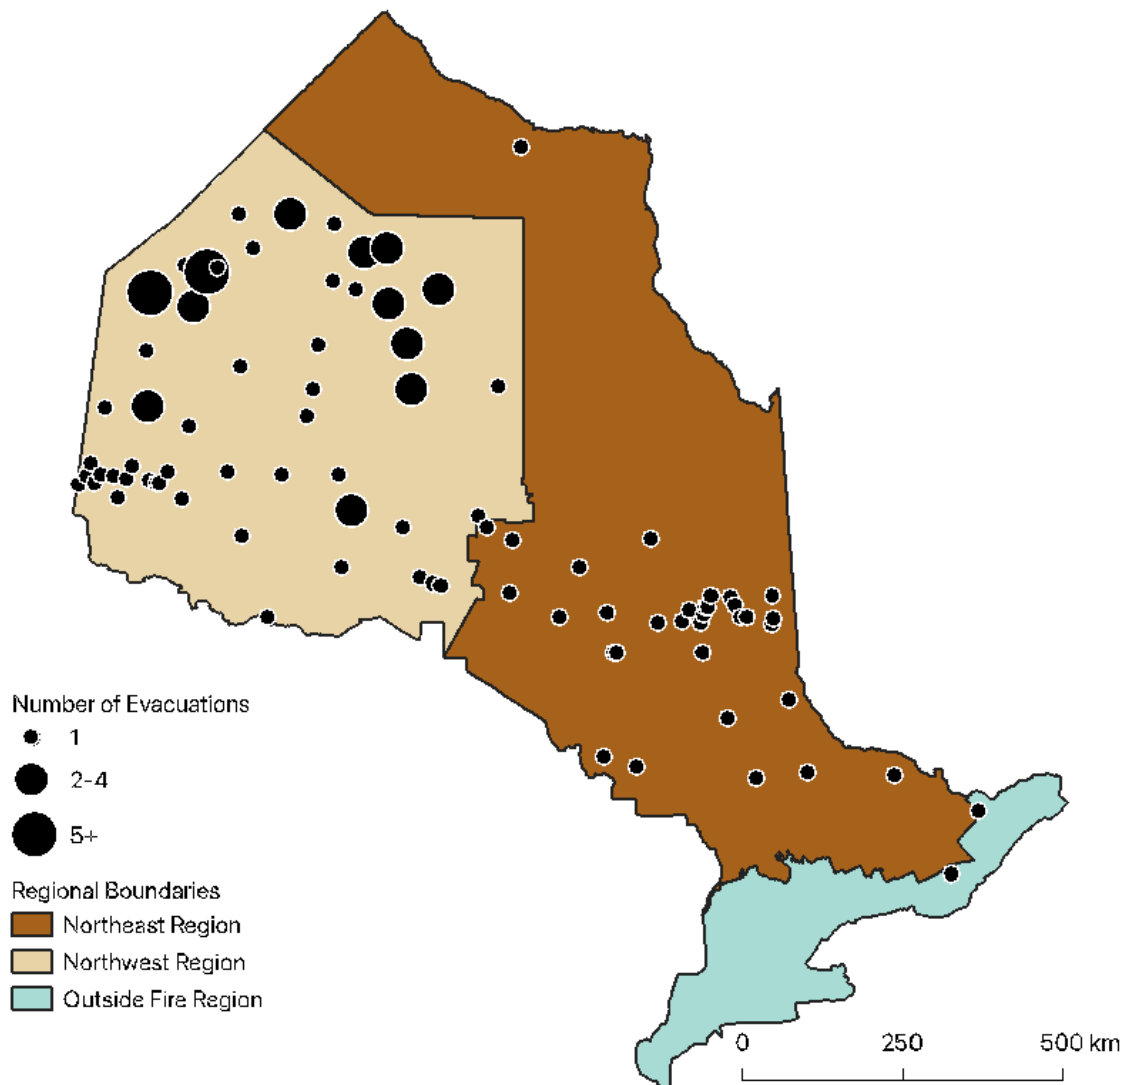 Number of Evacuations
1
2-4
5+
Regional Boundaries
Northeast Region
Northwest Region
Outside Fire Region
0 250 500 km